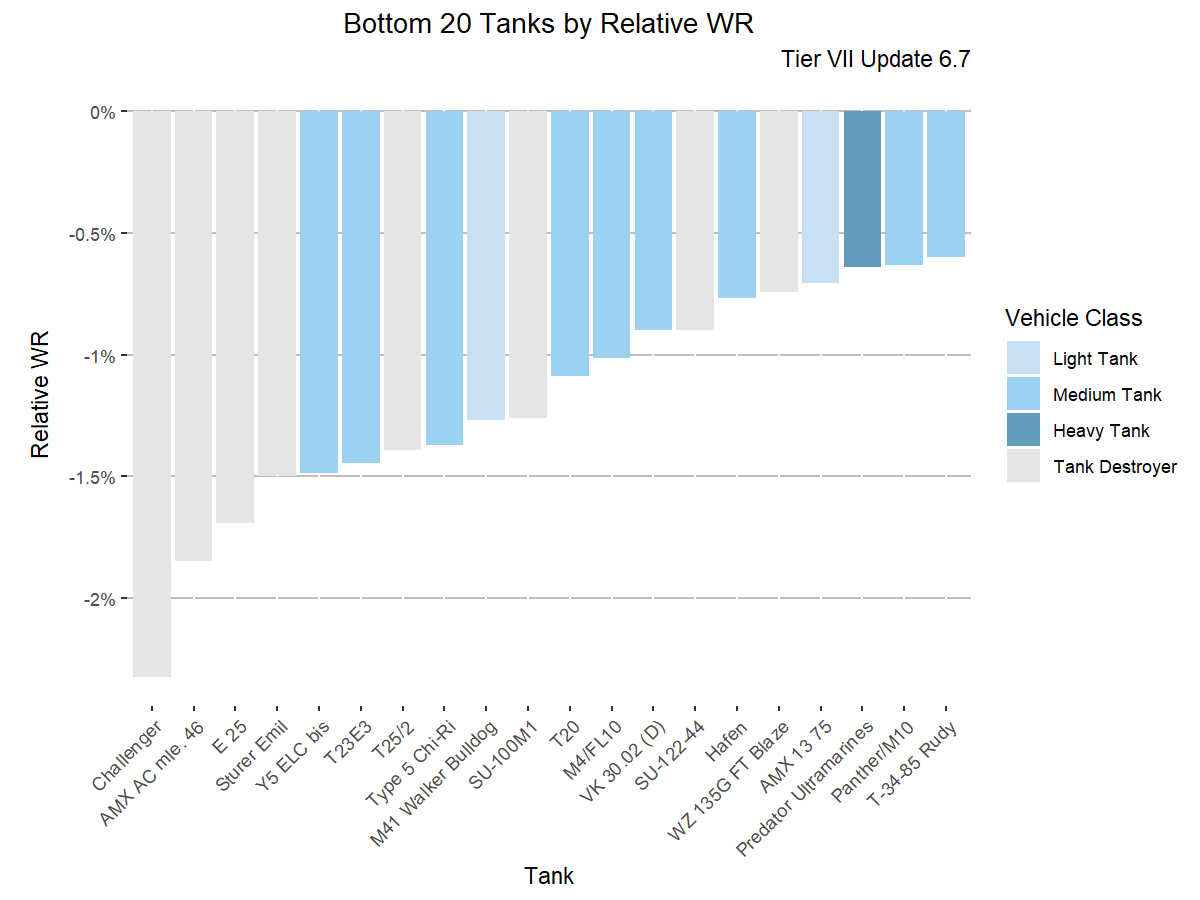 Bottom 20 Tanks by Relative WR
Tier VII Update 6.7
0%
-0.5%
-1%
-1.5%
-2%
Relative WR
Challenger
AMX AC mle. 46
E 25
Sturer Emil
Y5 ELC bis
T23E3
T25/2
Type 5 Chi-Ri
M41 Walker Bulldog
SU-100M1
T20
M4/FL10
VK 30.02 (D)
SU-122-44
Hafen
WZ 135G FT Blaze
AMX 13 75
Predator Ultramarines
Panther/M10
T-34-85 Rudy
Tank
Vehicle Class
Light Tank
Medium Tank
Heavy Tank
Tank Destroyer